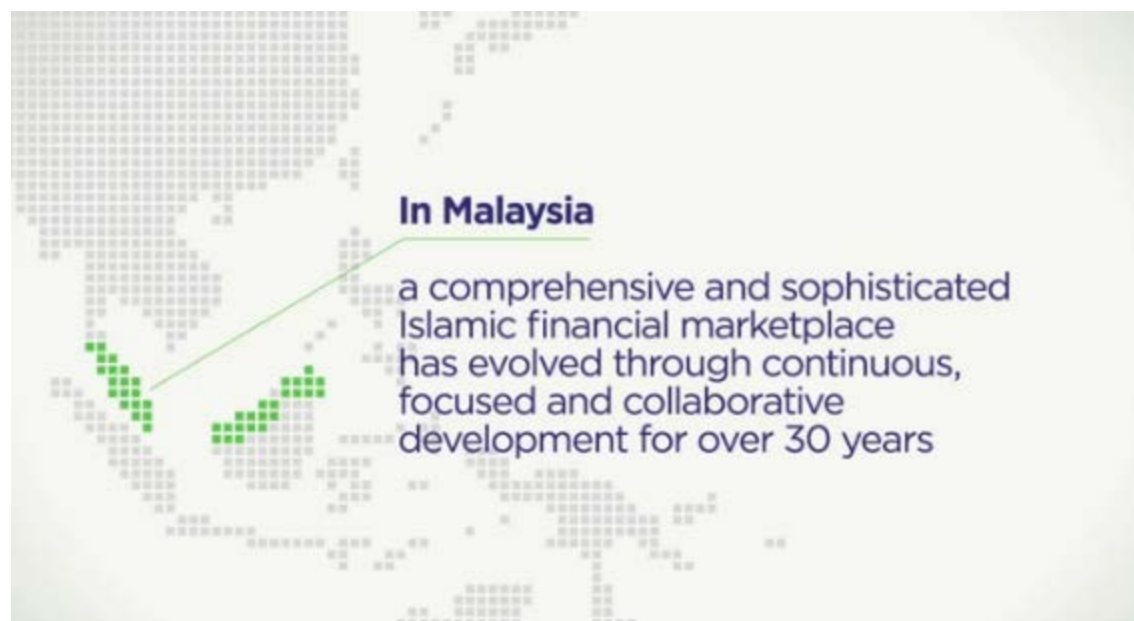 In Malaysia
a comprehensive and sophisticated
Islamic financial marketplace
has evolved through continuous,
focused and collaborative
development for over 30 years